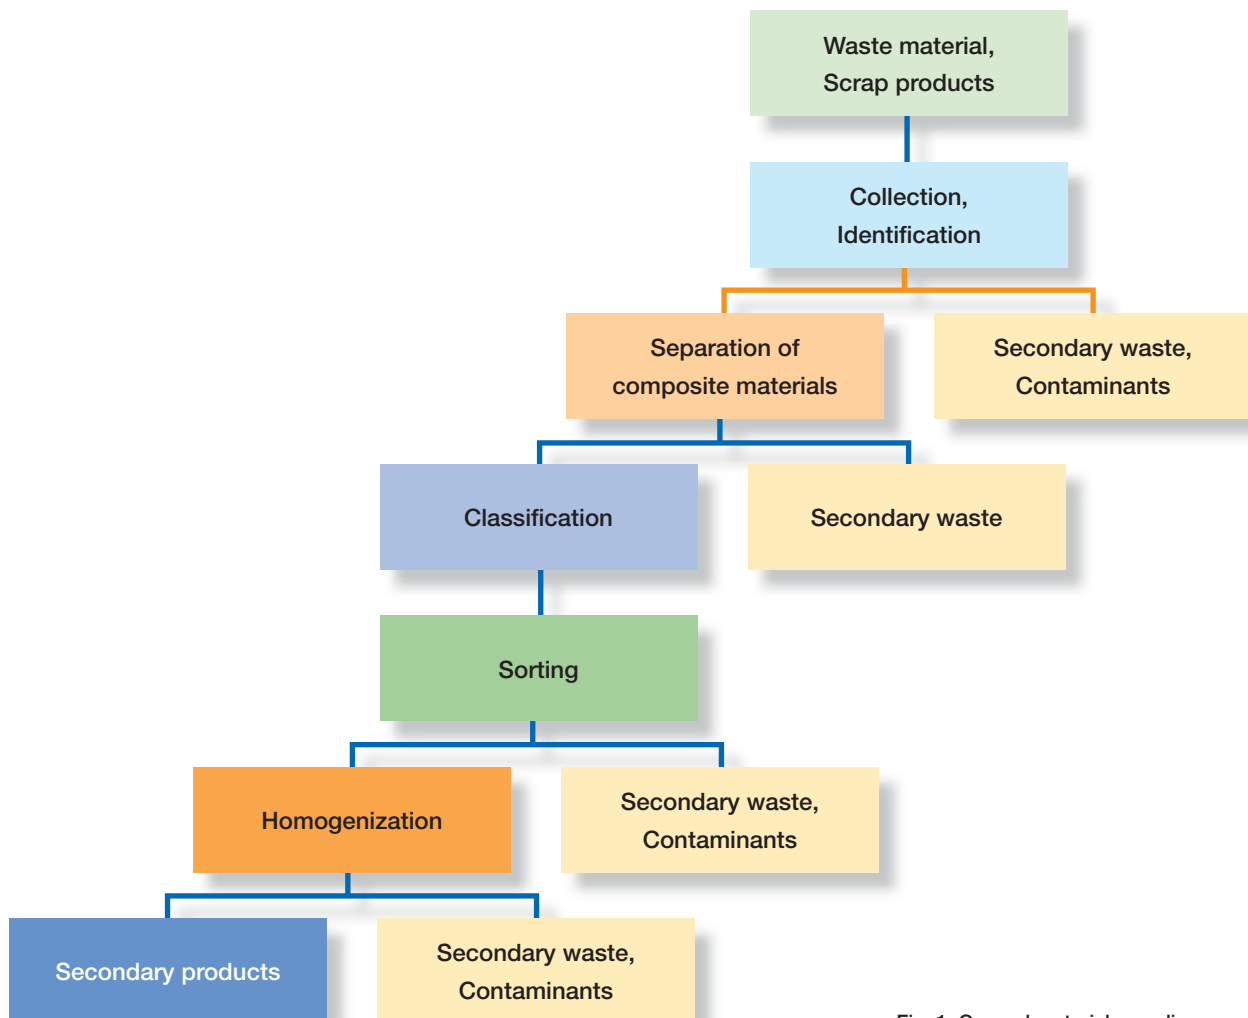 Waste material,
Scrap products
Collection,
Identification
Separation of
composite materials
Secondary waste,
Contaminants
Classification
Secondary waste
Sorting
Homogenization
Secondary waste,
Contaminants
Secondary products
Secondary waste,
Contaminants